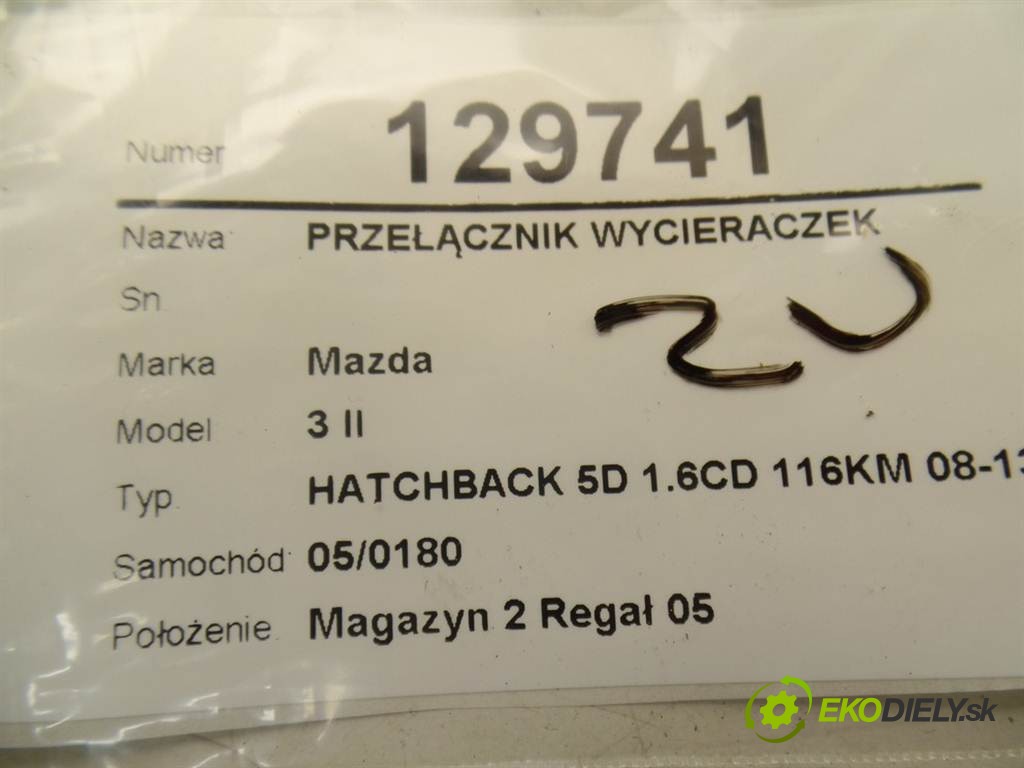 Numer 129741
Nazwa PRZEŁĄCZNIK WYCIERACZEK
Sn
Marka Mazda
Model 3 II
Typ HATCHBACK 5D 1.6CD 116KM 08-13
Samochód 05/0180
Położenie Magazyn 2 Regał 05
EKODIELY.sk